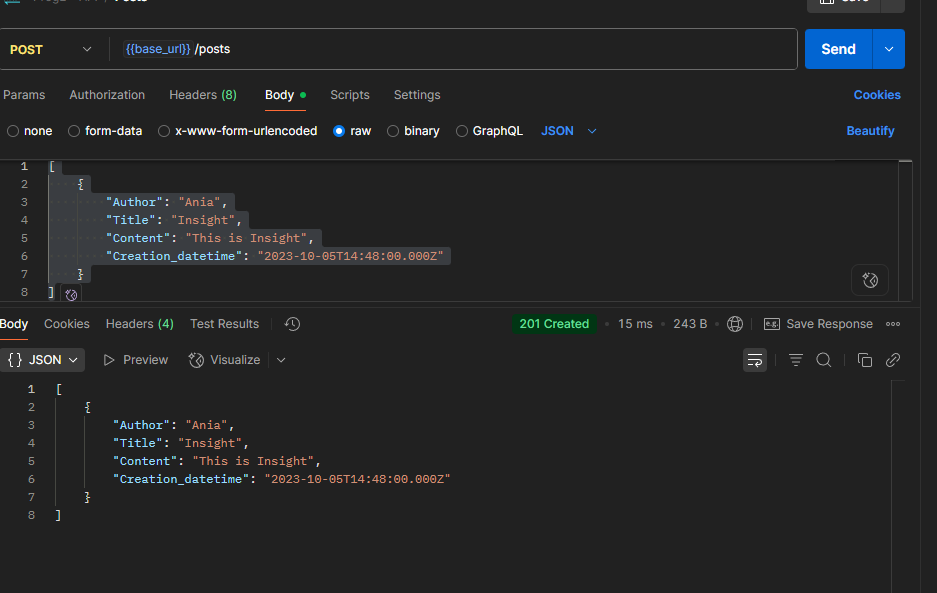 POST
{{base_url}} /posts
Send
Params
Authorization
Headers (8)
Body
Scripts
Settings
Cookies
none
form-data
x-www-form-urlencoded
raw
binary
GraphQL
JSON
Beautify
1 [
2 {
3 "Author": "Ania",
4 "Title": "Insight",
5 "Content": "This is Insight",
6 "Creation_datetime": "2023-10-05T14:48:00.000Z"
7 }
8 ]
Body
Cookies
Headers (4)
Test Results
201 Created
15 ms
243 B
e.g.
Save Response
{} JSON
Preview
Visualize
1 [
2 {
3 "Author": "Ania",
4 "Title": "Insight",
5 "Content": "This is Insight",
6 "Creation_datetime": "2023-10-05T14:48:00.000Z"
7 }
8 ]